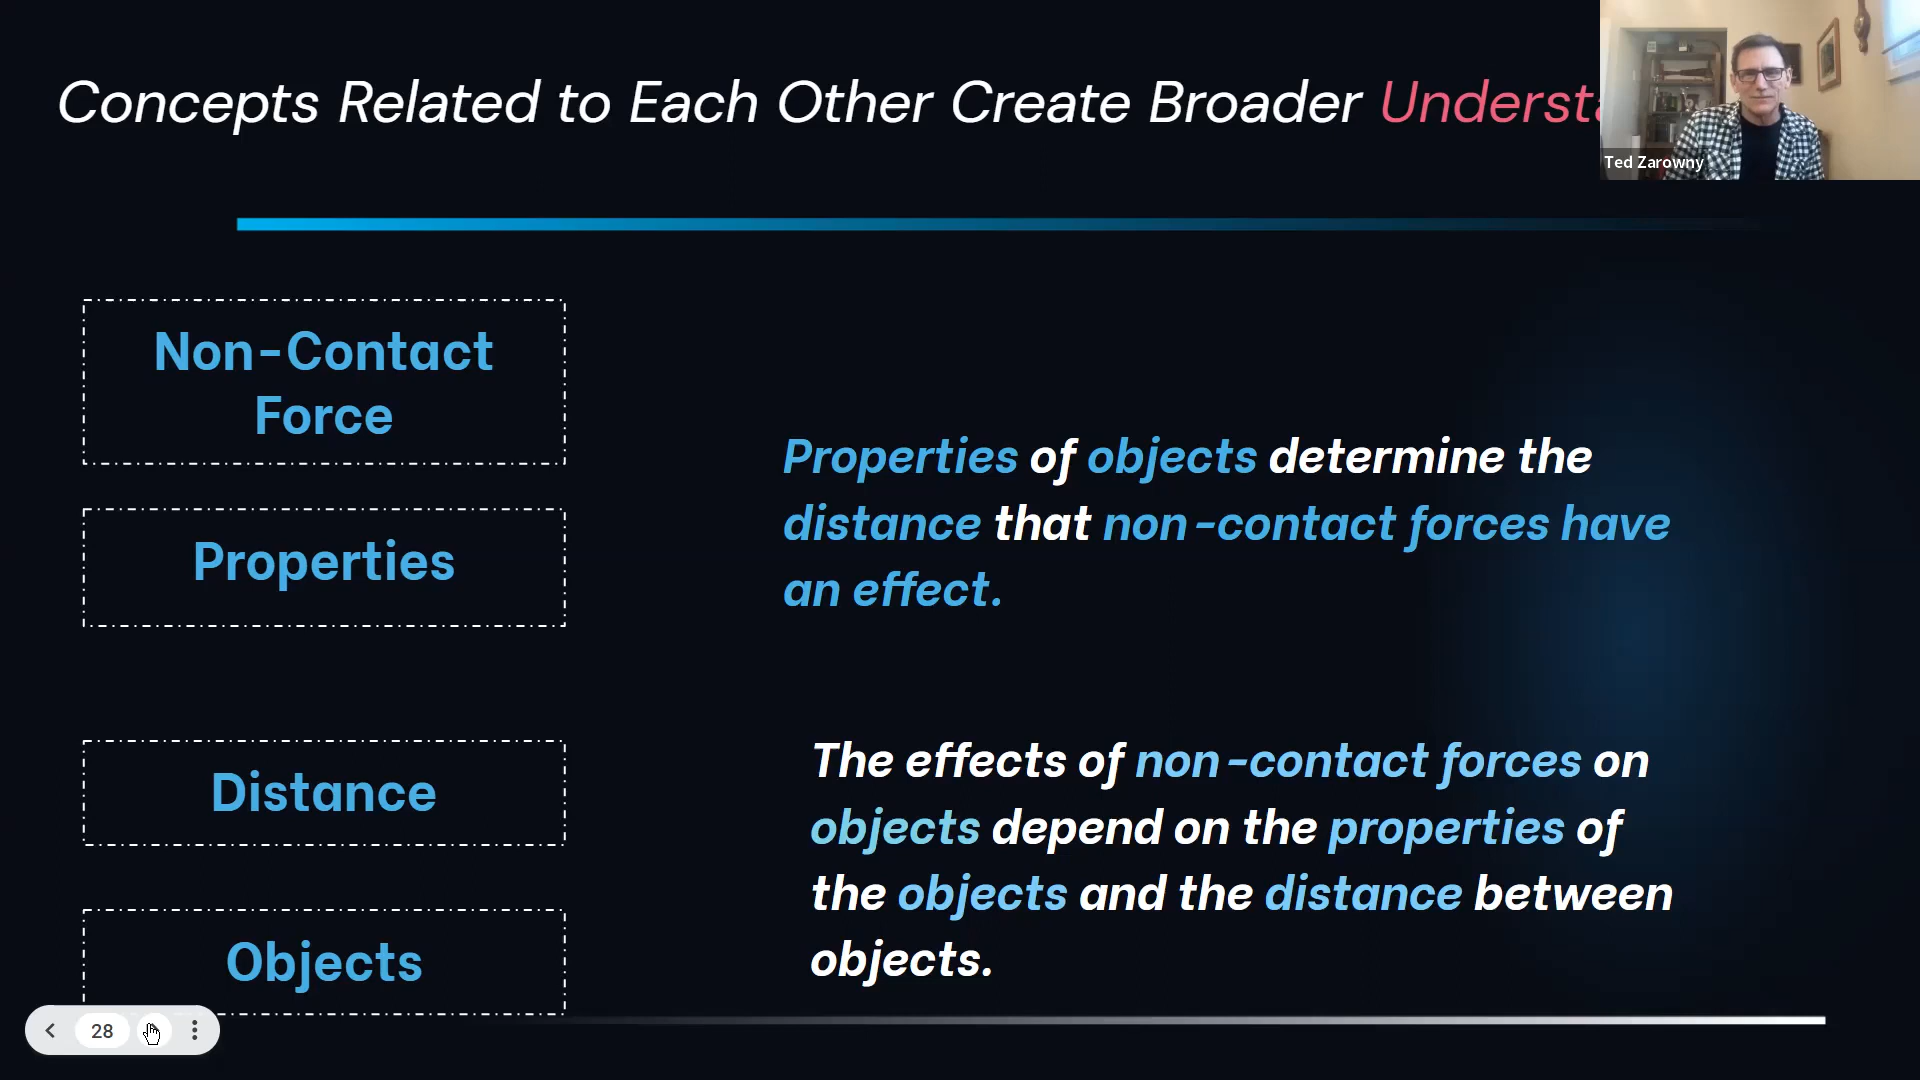 Concepts Related to Each Other Create Broader Underst
Ted Zarowny
Non-Contact
Force
Properties
Distance
Objects
Properties of objects determine the
distance that non-contact forces have
an effect.
The effects of non-contact forces on
objects depend on the properties of
the objects and the distance between
objects.
28